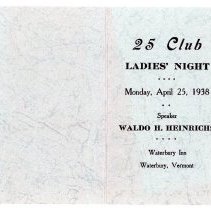 25 Club
LADIES' NIGHT
Monday, April 25, 1938
Speaker
WALDO H. HEINRICHS
Waterbury Inn
Waterbury, Vermont